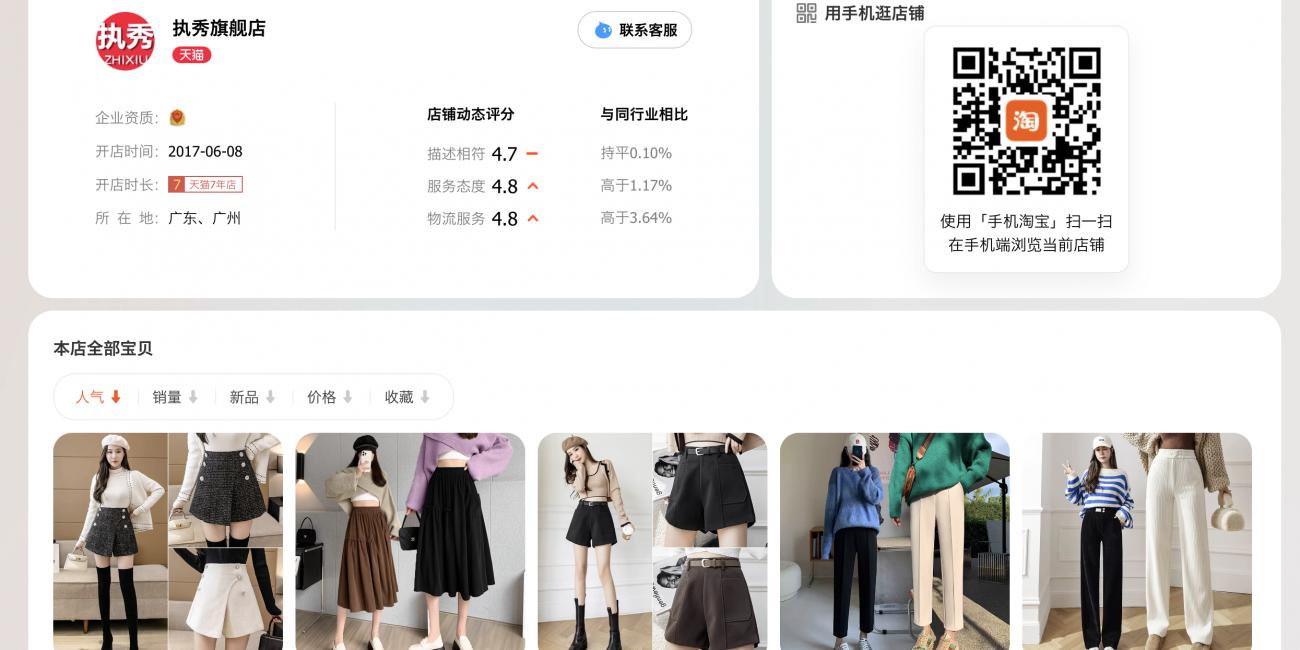 执秀
ZHIXIU
执秀旗舰店
天猫
联系客服
企业资质：
开店时间： 2017-06-08
开店时长： 7 天猫7年店
所 在 地： 广东、广州
店铺动态评分 与同行业相比
描述相符 4.7 持平0.10%
服务态度 4.8 高于1.17%
物流服务 4.8 高于3.64%
用手机逛店铺
淘
使用「手机淘宝」扫一扫
在手机端浏览当前店铺
本店全部宝贝
人气 销量 新品 价格 收藏